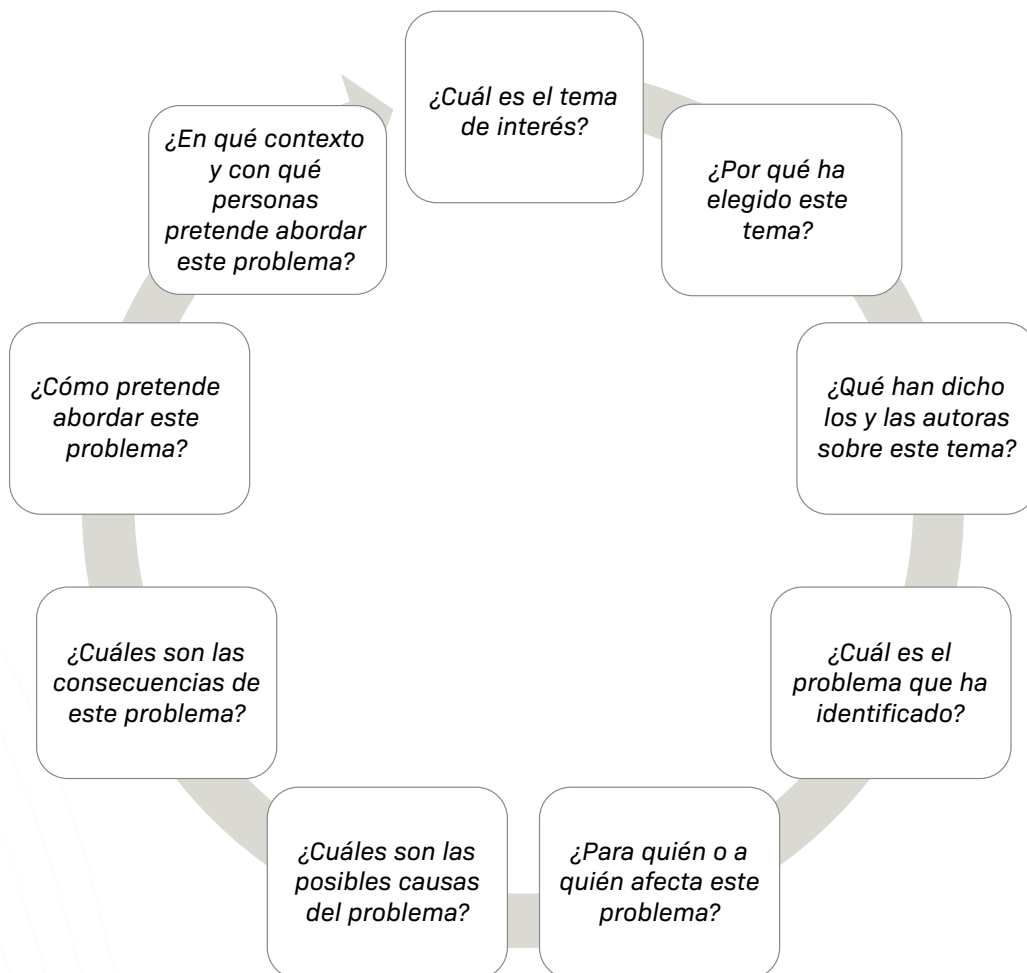 ¿Cuál es el tema
de interés?
¿Por qué ha
elegido este
tema?
¿Qué han dicho
los y las autoras
sobre este tema?
¿Cuál es el
problema que ha
identificado?
¿Para quién o a
quién afecta este
problema?
¿Cuáles son las
posibles causas
del problema?
¿Cuáles son las
consecuencias de
este problema?
¿Cómo pretende
abordar este
problema?
¿En qué contexto
y con qué
personas
pretende abordar
este problema?